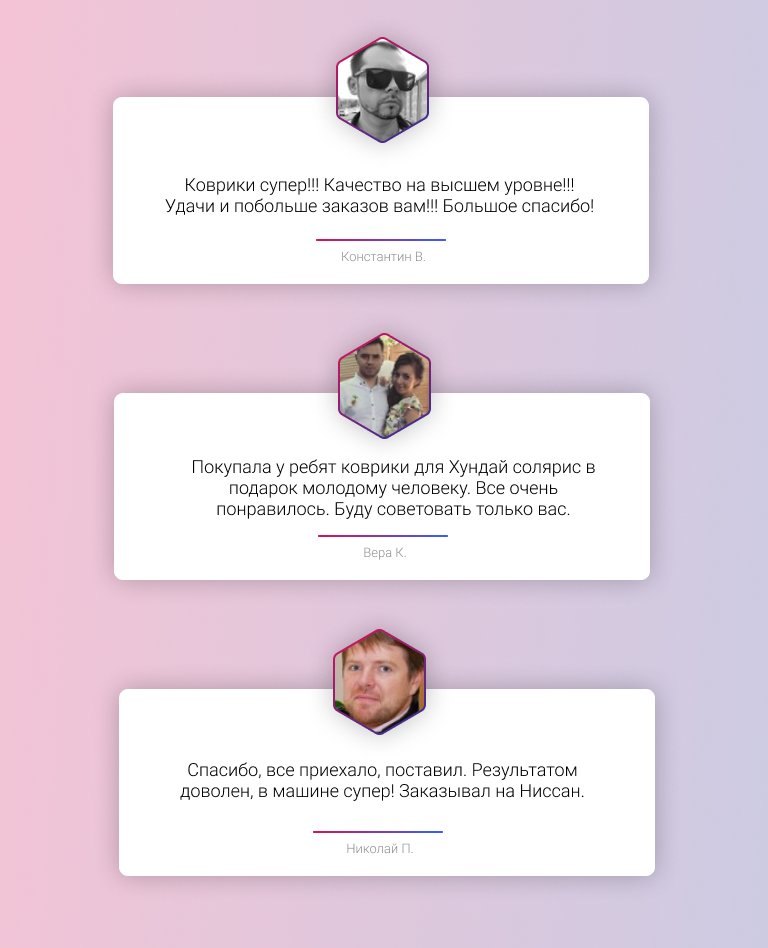 Коврики супер!!! Качество на высшем уровне!!!
Удачи и побольше заказов вам!!! Большое спасибо!
Константин В.
Покупала у ребят коврики для Хундай солярис в
подарок молодому человеку. Все очень
понравилось. Буду советовать только вас.
Вера К.
Спасибо, все приехало, поставил. Результатом
доволен, в машине супер! Заказывал на Ниссан.
Николай П.